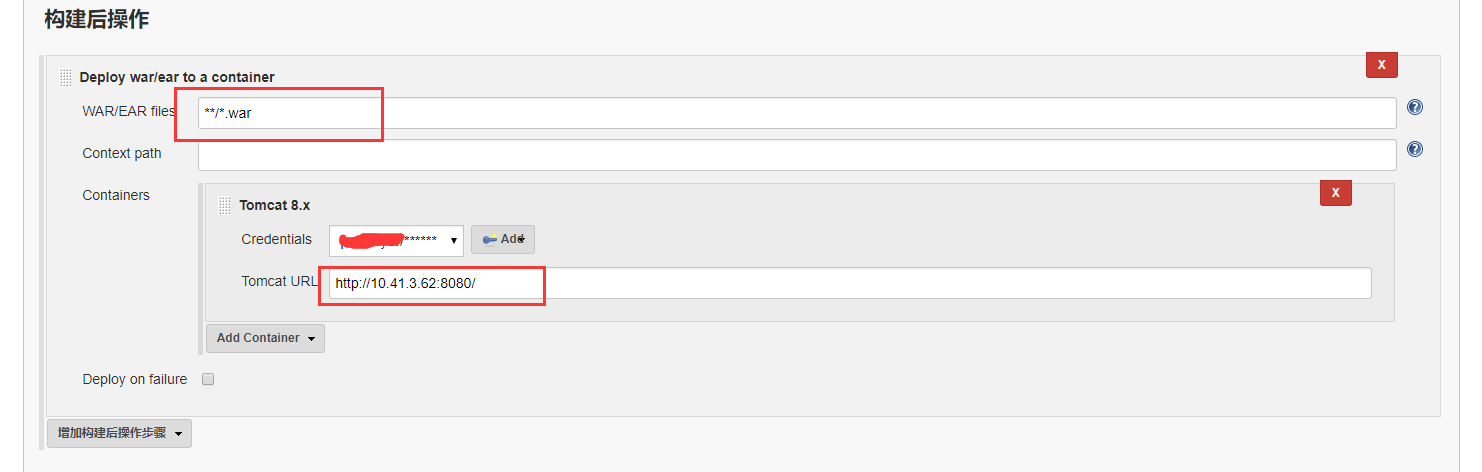 构建后操作
Deploy war/ear to a container
X
WAR/EAR files
**/*.war
?
Context path
?
Containers
Tomcat 8.x
X
Credentials
/******
Add
Tomcat URL
http://10.41.3.62:8080/
Add Container
Deploy on failure
增加构建后操作步骤